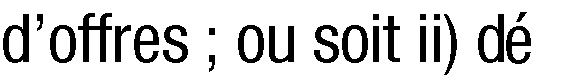 d’offres ; ou soit ii) dé